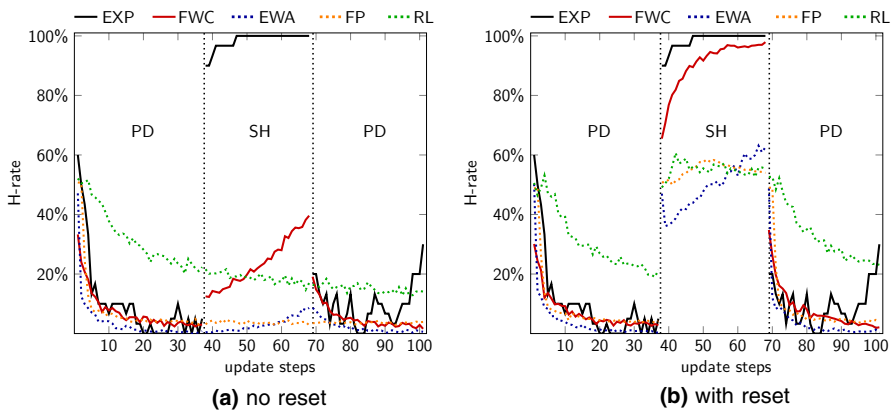 EXP FWC EWA FP RL
100%
80%
60%
40%
20%
H-rate
PD SH PD
10 20 30 40 50 60 70 80 90 100
update steps
(a) no reset
EXP FWC EWA FP RL
100%
80%
60%
40%
20%
H-rate
PD SH PD
10 20 30 40 50 60 70 80 90 100
update steps
(b) with reset